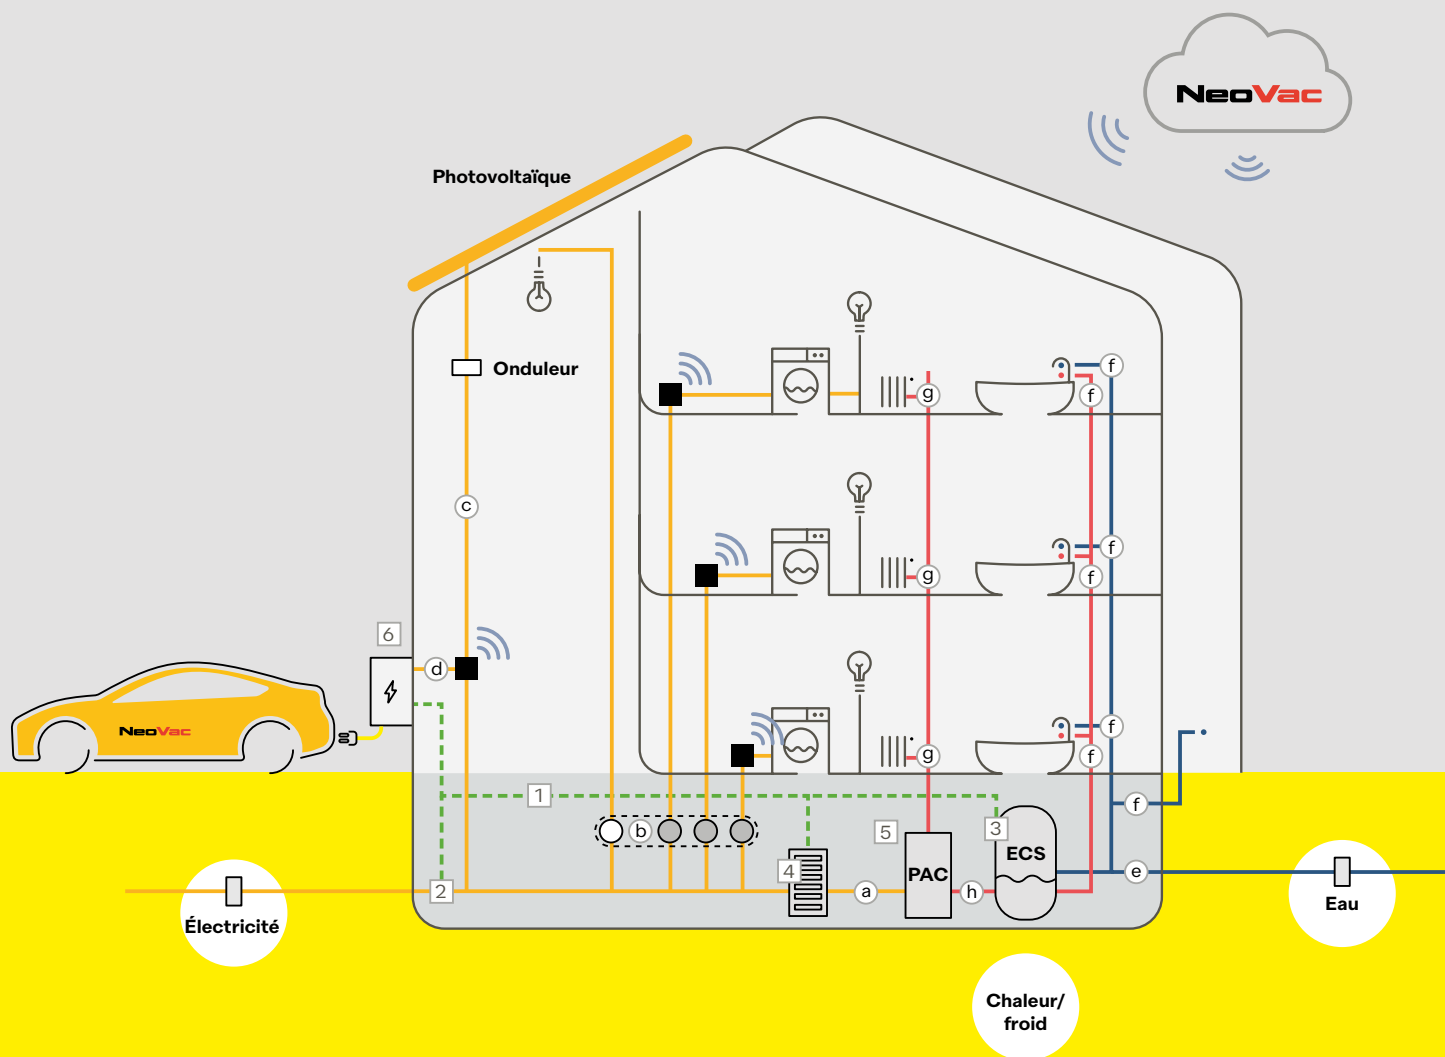 NeoVac
Photovoltaïque
Onduleur
f
g
f
c
f
g
f
6
d
f
NeoVac
g
f
1
f
b
5
3
4
ECS
PAC
e
2
a
h
Électricité
Eau
Chaleur/
froid